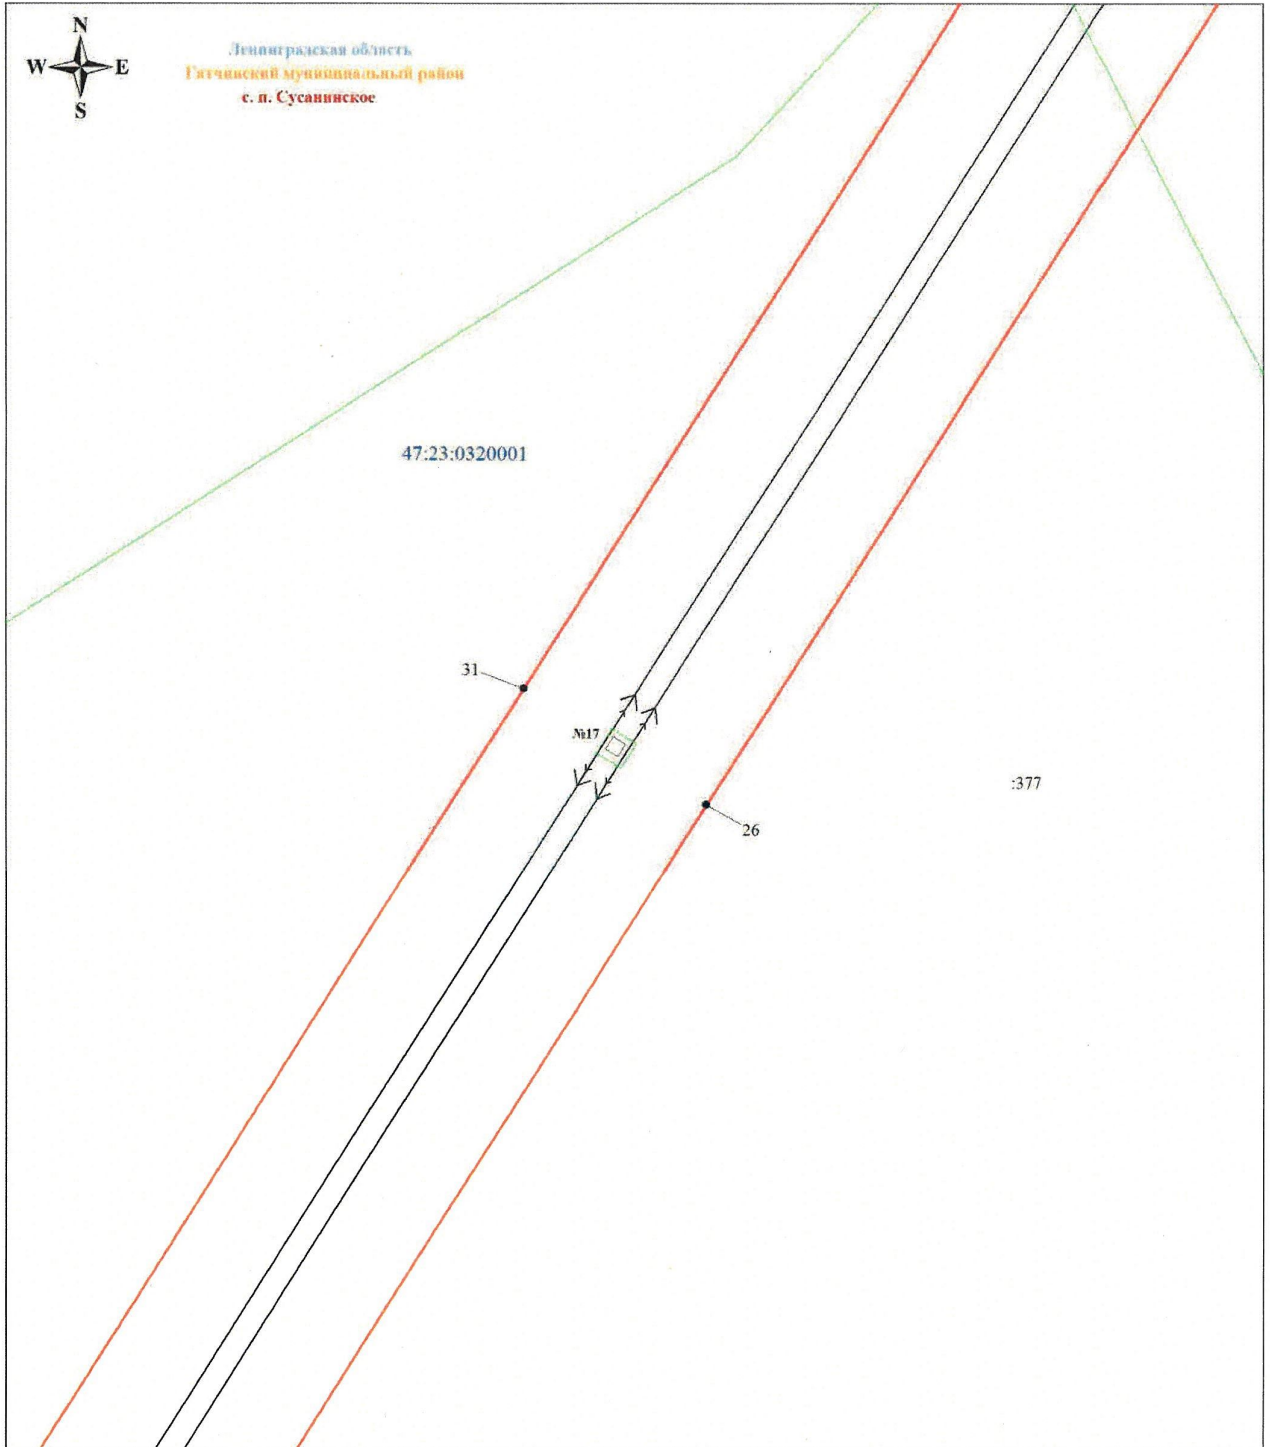 N
W E
S
Ленинградская область
Гатчинский муниципальный район
с. п. Сусанинское
47:23:0320001
31
№17
:377
26